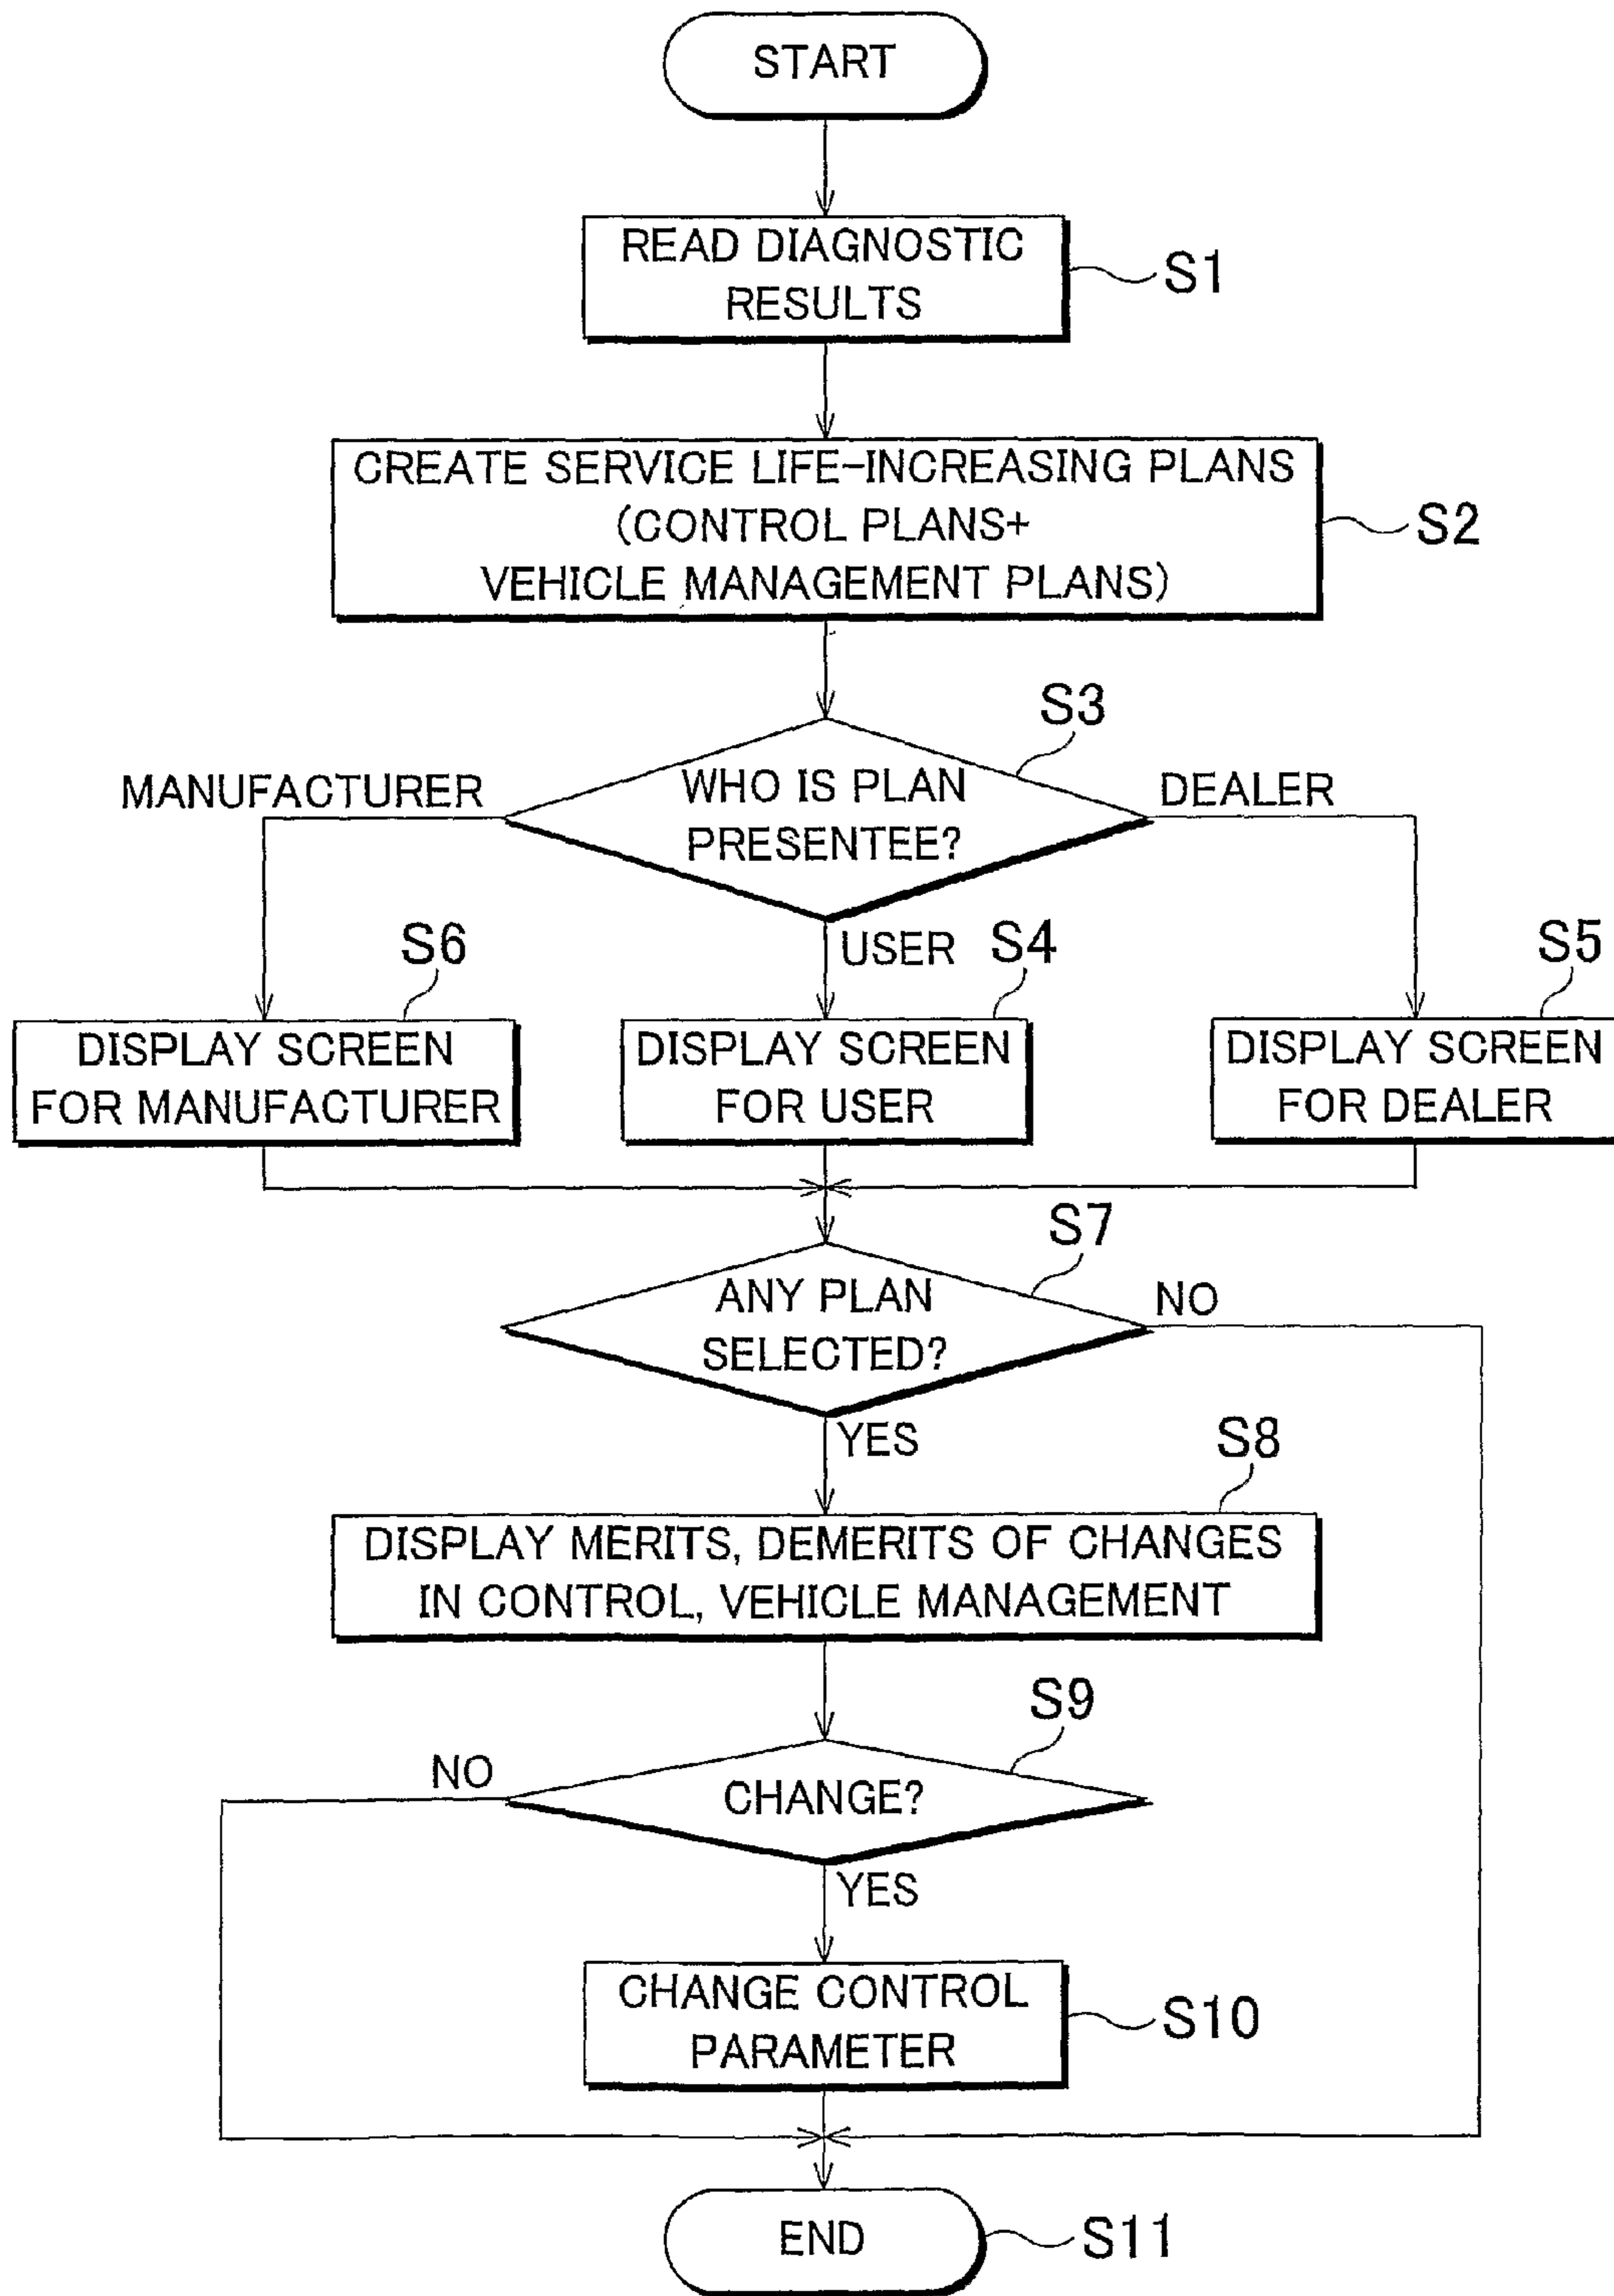 START
READ DIAGNOSTIC
RESULTS
S1
CREATE SERVICE LIFE-INCREASING PLANS
(CONTROL PLANS+
VEHICLE MANAGEMENT PLANS)
S2
S3
WHO IS PLAN
PRESENTEE?
MANUFACTURER
DEALER
USER
S6
S4
S5
DISPLAY SCREEN
FOR MANUFACTURER
DISPLAY SCREEN
FOR USER
DISPLAY SCREEN
FOR DEALER
S7
ANY PLAN
SELECTED?
NO
YES
S8
DISPLAY MERITS, DEMERITS OF CHANGES
IN CONTROL, VEHICLE MANAGEMENT
S9
NO
CHANGE?
YES
CHANGE CONTROL
PARAMETER
S10
END
S11